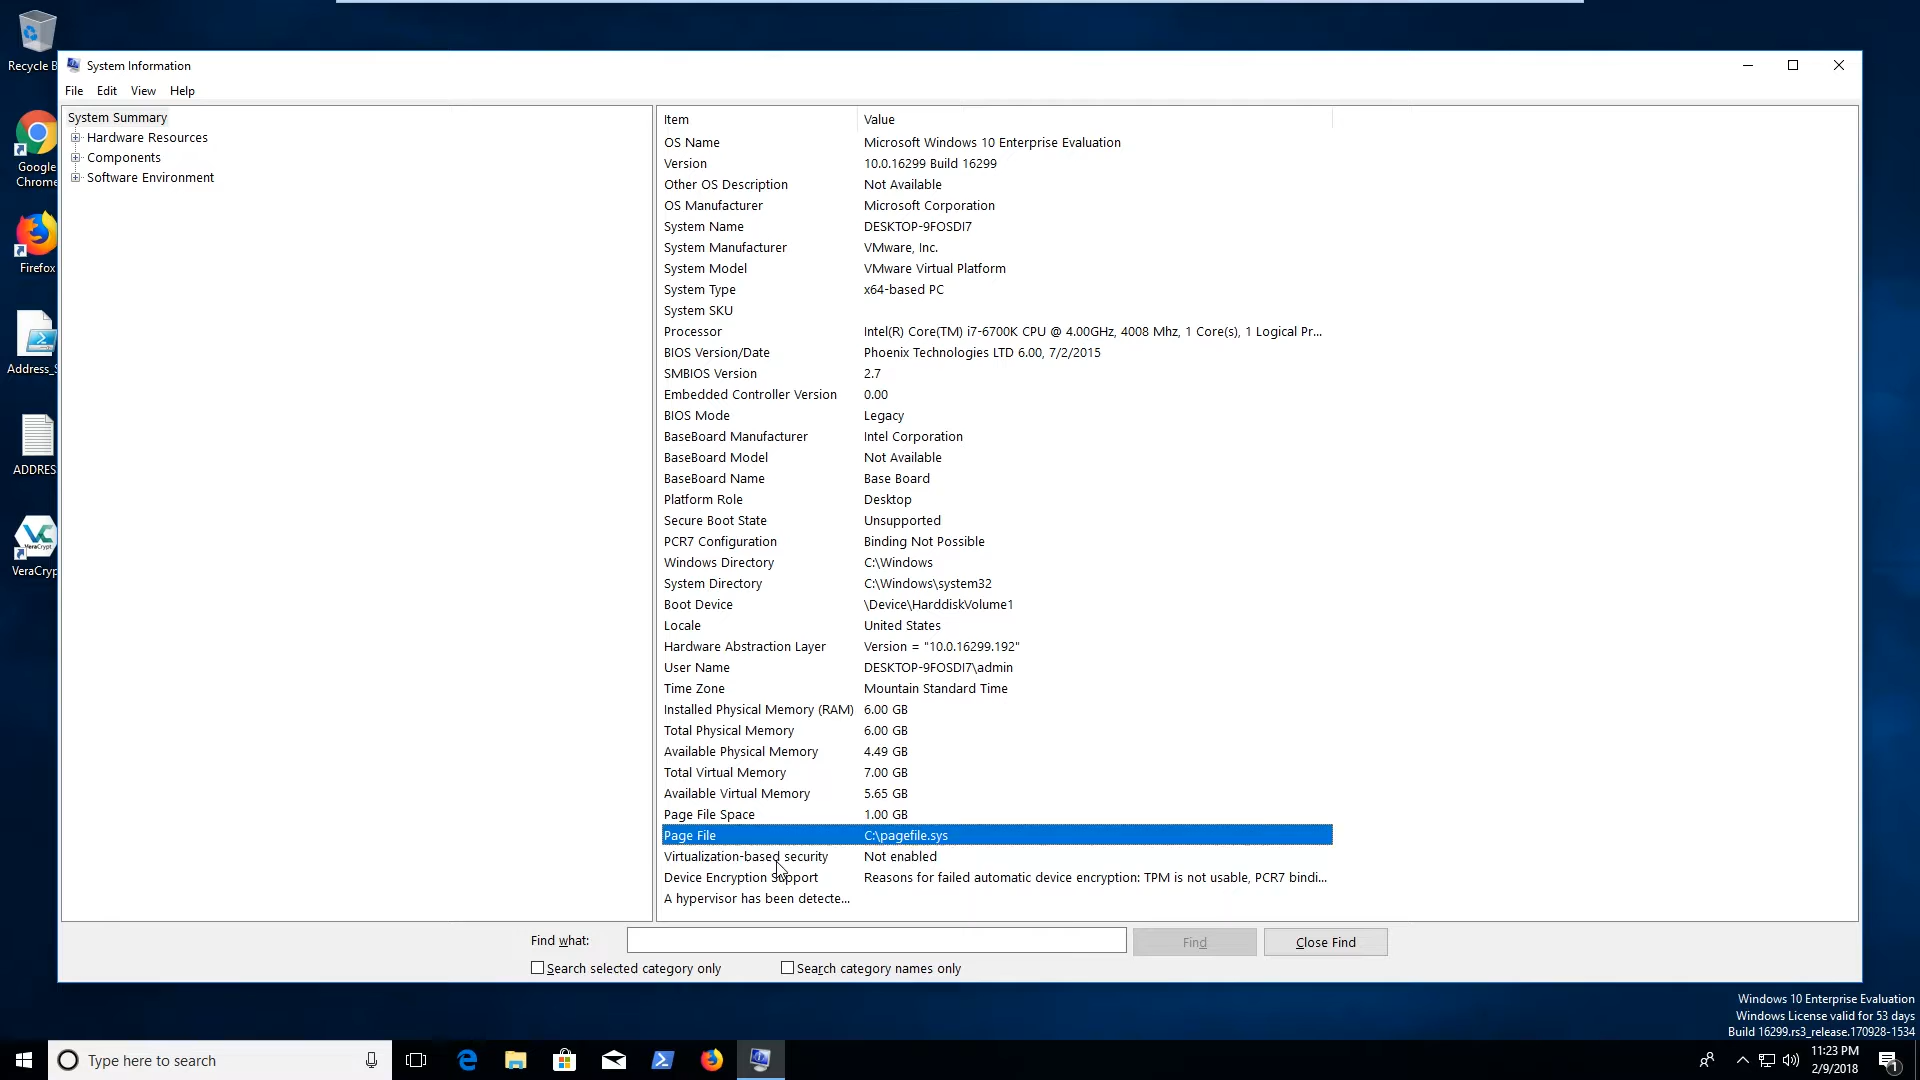 Recycle B
Google
Chrome
Firefox
Address_S
ADDRES
VeraCrypt
VeraCryp
System Information
File Edit View Help
System Summary
Hardware Resources
Components
Software Environment
Item Value
OS Name Microsoft Windows 10 Enterprise Evaluation
Version 10.0.16299 Build 16299
Other OS Description Not Available
OS Manufacturer Microsoft Corporation
System Name DESKTOP-9FOSDI7
System Manufacturer VMware, Inc.
System Model VMware Virtual Platform
System Type x64-based PC
System SKU
Processor Intel(R) Core(TM) i7-6700K CPU @ 4.00GHz, 4008 Mhz, 1 Core(s), 1 Logical Pr...
BIOS Version/Date Phoenix Technologies LTD 6.00, 7/2/2015
SMBIOS Version 2.7
Embedded Controller Version 0.00
BIOS Mode Legacy
BaseBoard Manufacturer Intel Corporation
BaseBoard Model Not Available
BaseBoard Name Base Board
Platform Role Desktop
Secure Boot State Unsupported
PCR7 Configuration Binding Not Possible
Windows Directory C:\Windows
System Directory C:\Windows\system32
Boot Device \Device\HarddiskVolume1
Locale United States
Hardware Abstraction Layer Version = "10.0.16299.192"
User Name DESKTOP-9FOSDI7\admin
Time Zone Mountain Standard Time
Installed Physical Memory (RAM) 6.00 GB
Total Physical Memory 6.00 GB
Available Physical Memory 4.49 GB
Total Virtual Memory 7.00 GB
Available Virtual Memory 5.65 GB
Page File Space 1.00 GB
Page File C:\pagefile.sys
Virtualization-based security Not enabled
Device Encryption Support Reasons for failed automatic device encryption: TPM is not usable, PCR7 bindi...
A hypervisor has been detecte...
Find what: Find Close Find
Search selected category only Search category names only
Windows 10 Enterprise Evaluation
Windows License valid for 53 days
Build 16299.rs3_release.170928-1534
Type here to search
11:23 PM
2/9/2018
1